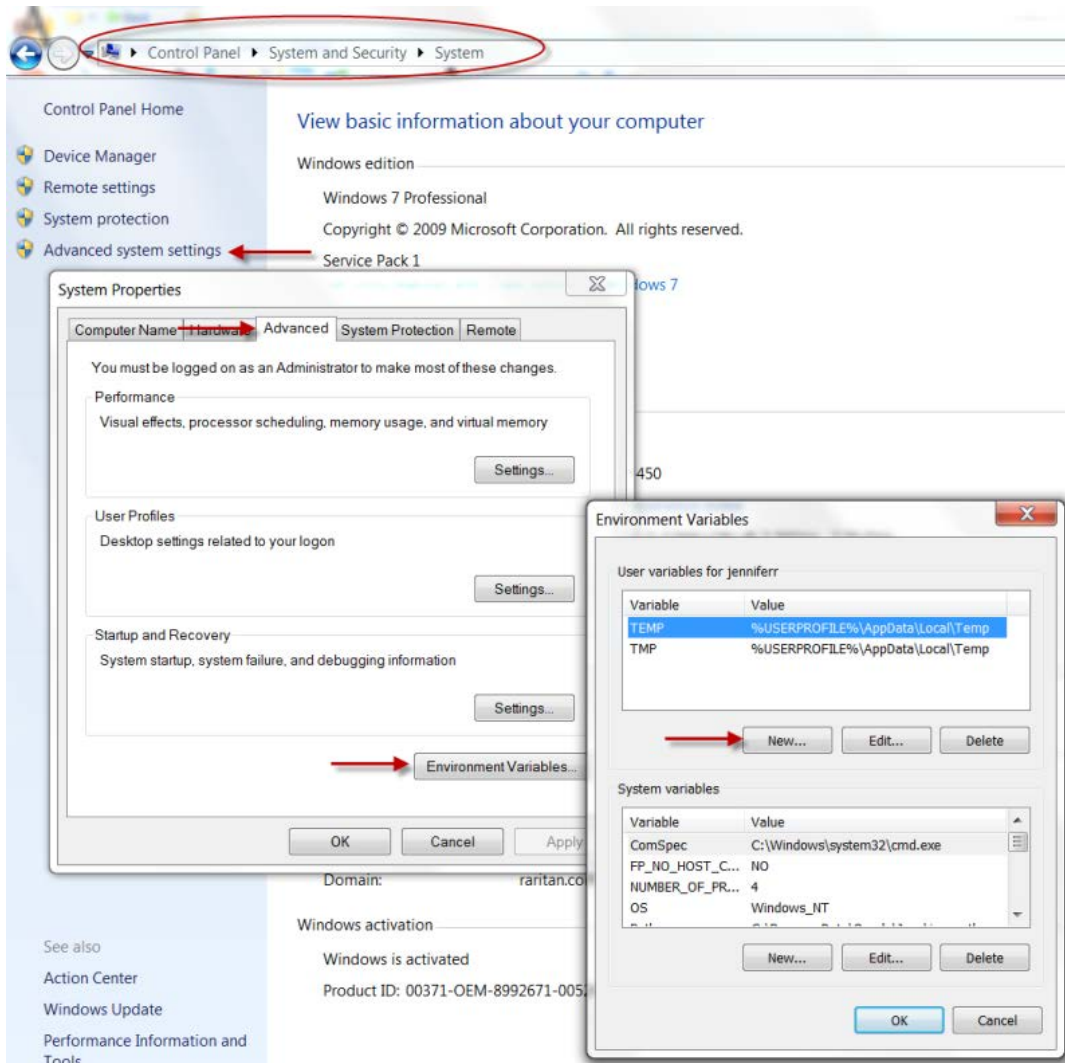 Control Panel ▸ System and Security ▸ System
Control Panel Home
Device Manager
Remote settings
System protection
Advanced system settings
View basic information about your computer
Windows edition
Windows 7 Professional
Copyright © 2009 Microsoft Corporation. All rights reserved.
Service Pack 1
7
System Properties
Computer Name Hardware Advanced System Protection Remote
You must be logged on as an Administrator to make most of these changes.
Performance
Visual effects, processor scheduling, memory usage, and virtual memory
Settings...
User Profiles
Desktop settings related to your logon
Settings...
Startup and Recovery
System startup, system failure, and debugging information
Settings...
Environment Variables...
OK Cancel Apply
450
Environment Variables
User variables for jenniferr
Variable Value
TEMP %USERPROFILE%\AppData\Local\Temp
TMP %USERPROFILE%\AppData\Local\Temp
New... Edit... Delete
System variables
Variable Value
ComSpec C:\Windows\system32\cmd.exe
FP_NO_HOST_C... NO
NUMBER_OF_PR... 4
OS Windows_NT
New... Edit... Delete
OK Cancel
Domain: raritan.co
Windows activation
Windows is activated
Product ID: 00371-OEM-8992671-005
See also
Action Center
Windows Update
Performance Information and
Tools